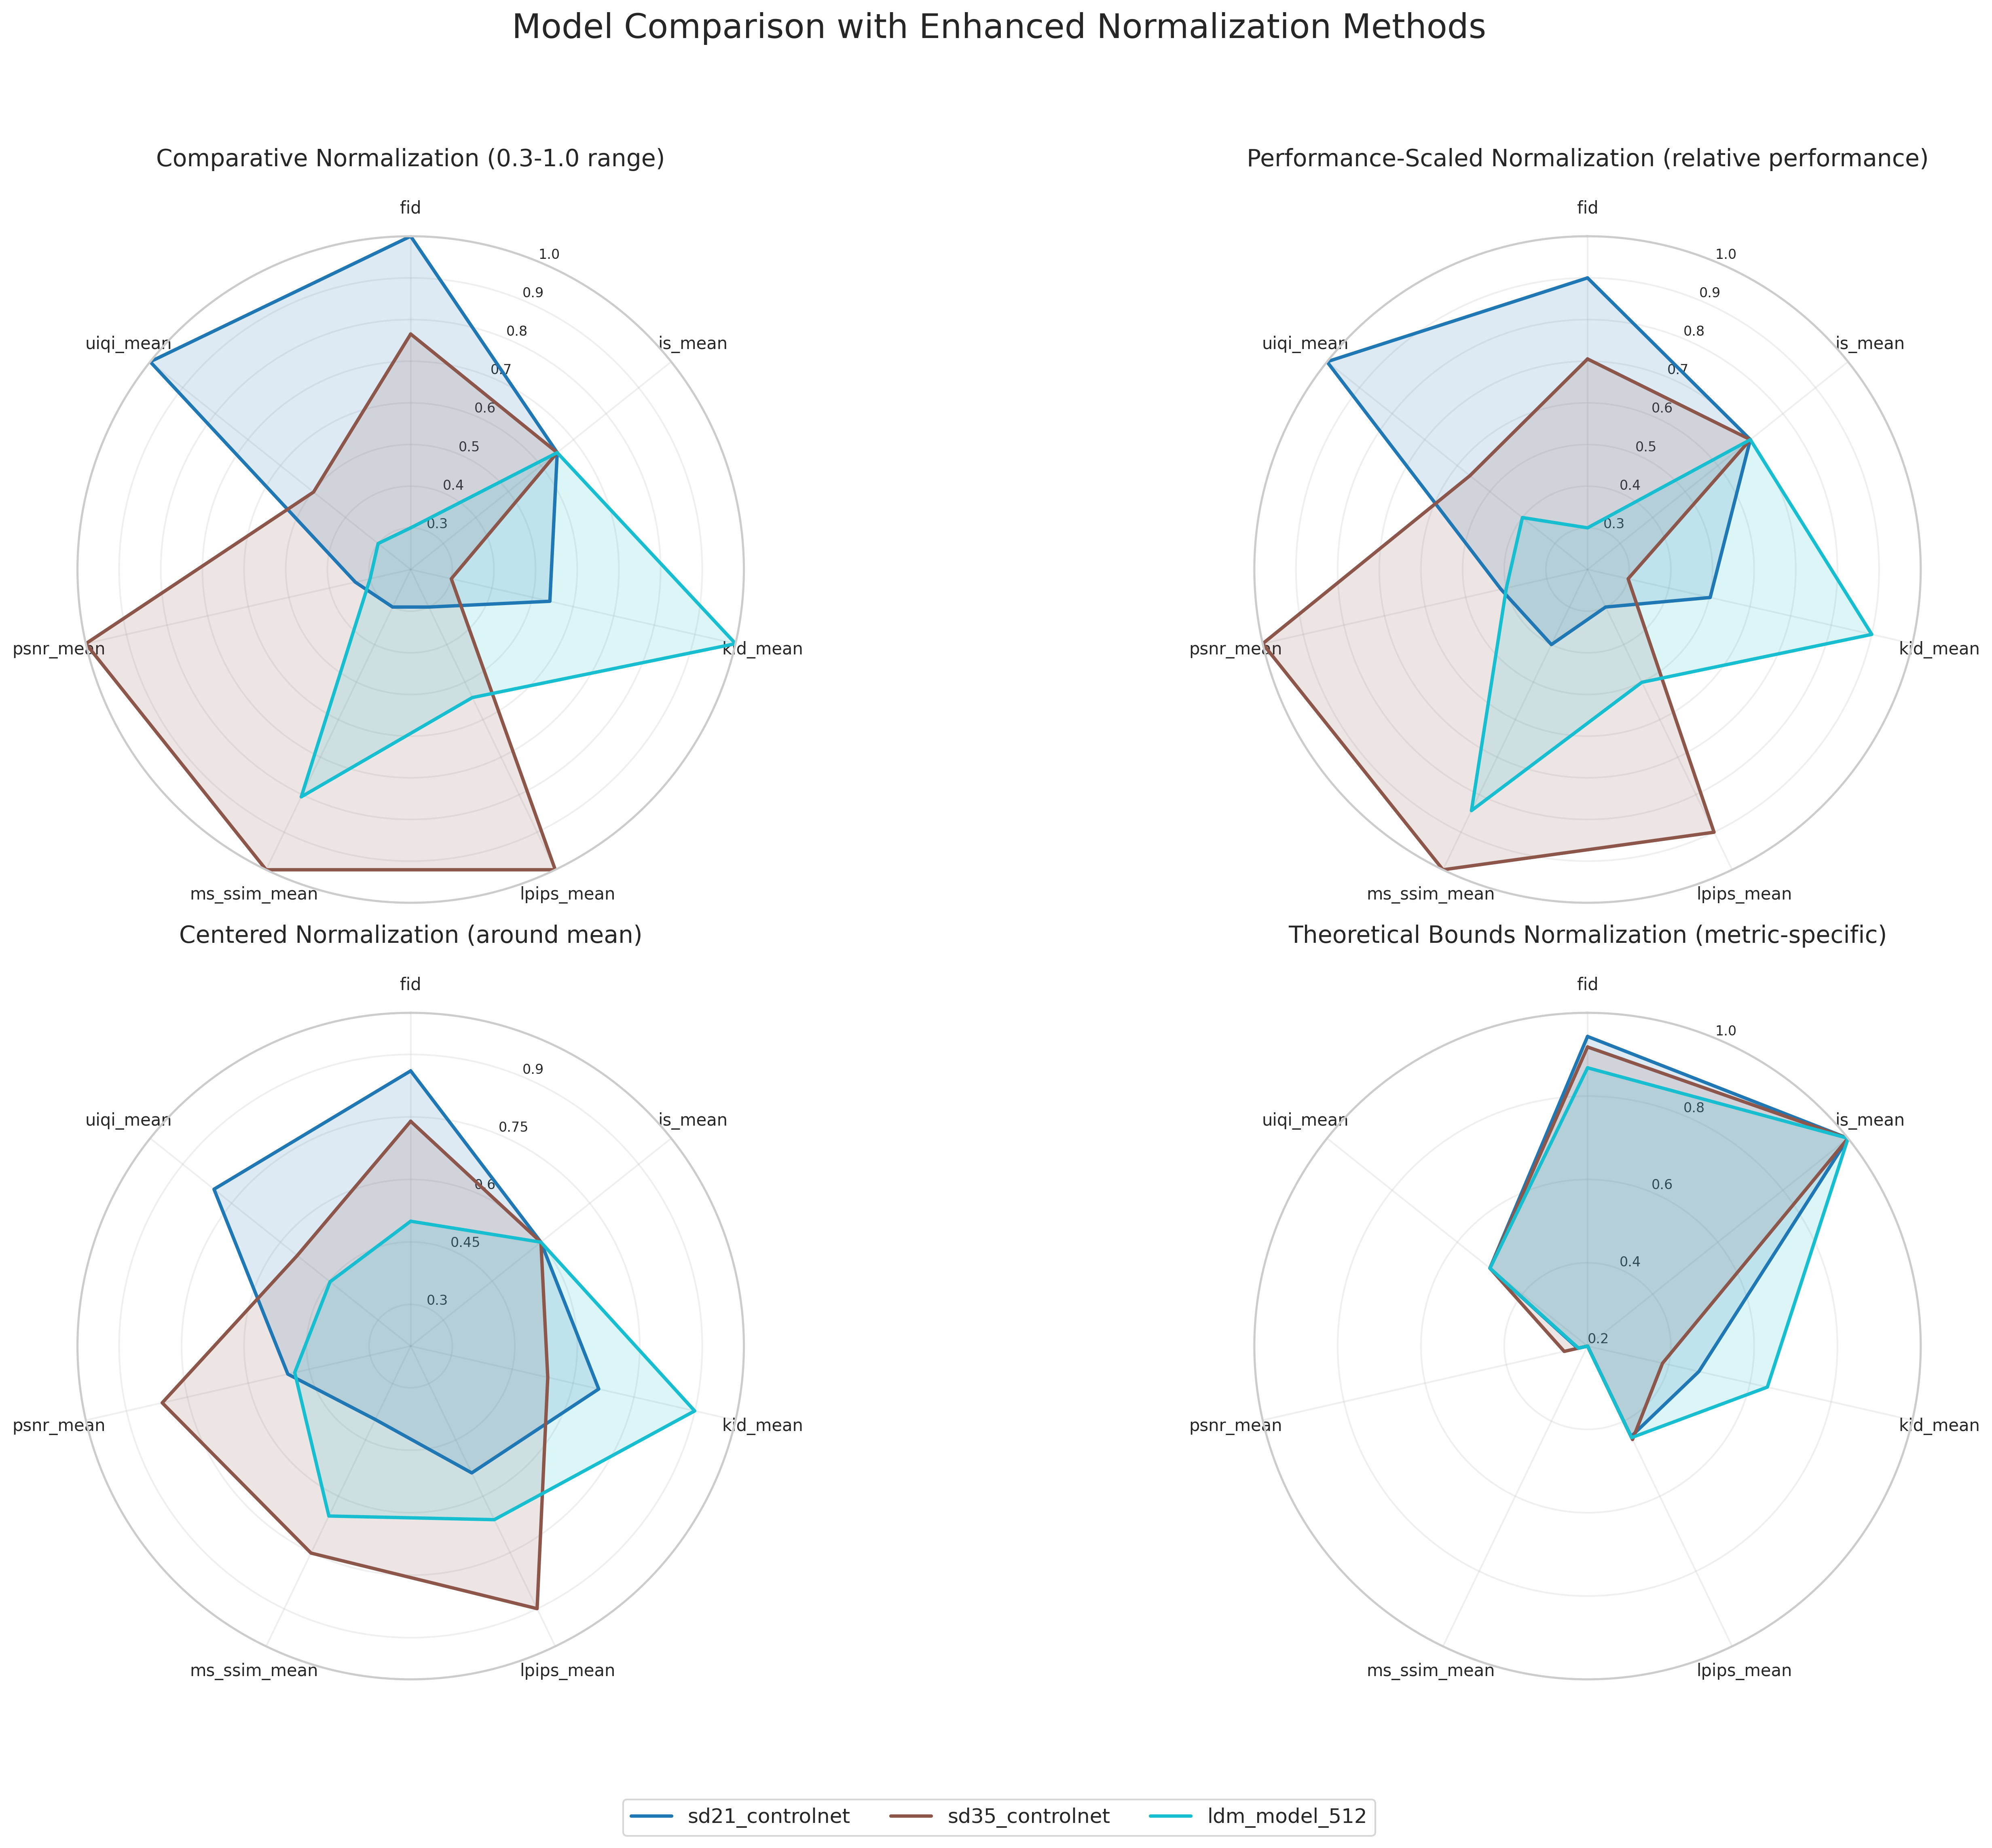 Model Comparison with Enhanced Normalization Methods
Comparative Normalization (0.3-1.0 range)
fid
is_mean
kid_mean
lpips_mean
ms_ssim_mean
psnr_mean
uiqi_mean
0.3
0.4
0.5
0.6
0.7
0.8
0.9
1.0
Performance-Scaled Normalization (relative performance)
fid
is_mean
kid_mean
lpips_mean
ms_ssim_mean
psnr_mean
uiqi_mean
0.3
0.4
0.5
0.6
0.7
0.8
0.9
1.0
Centered Normalization (around mean)
fid
is_mean
kid_mean
lpips_mean
ms_ssim_mean
psnr_mean
uiqi_mean
0.3
0.45
0.6
0.75
0.9
Theoretical Bounds Normalization (metric-specific)
fid
is_mean
kid_mean
lpips_mean
ms_ssim_mean
psnr_mean
uiqi_mean
0.2
0.4
0.6
0.8
1.0
sd21_controlnet
sd35_controlnet
ldm_model_512